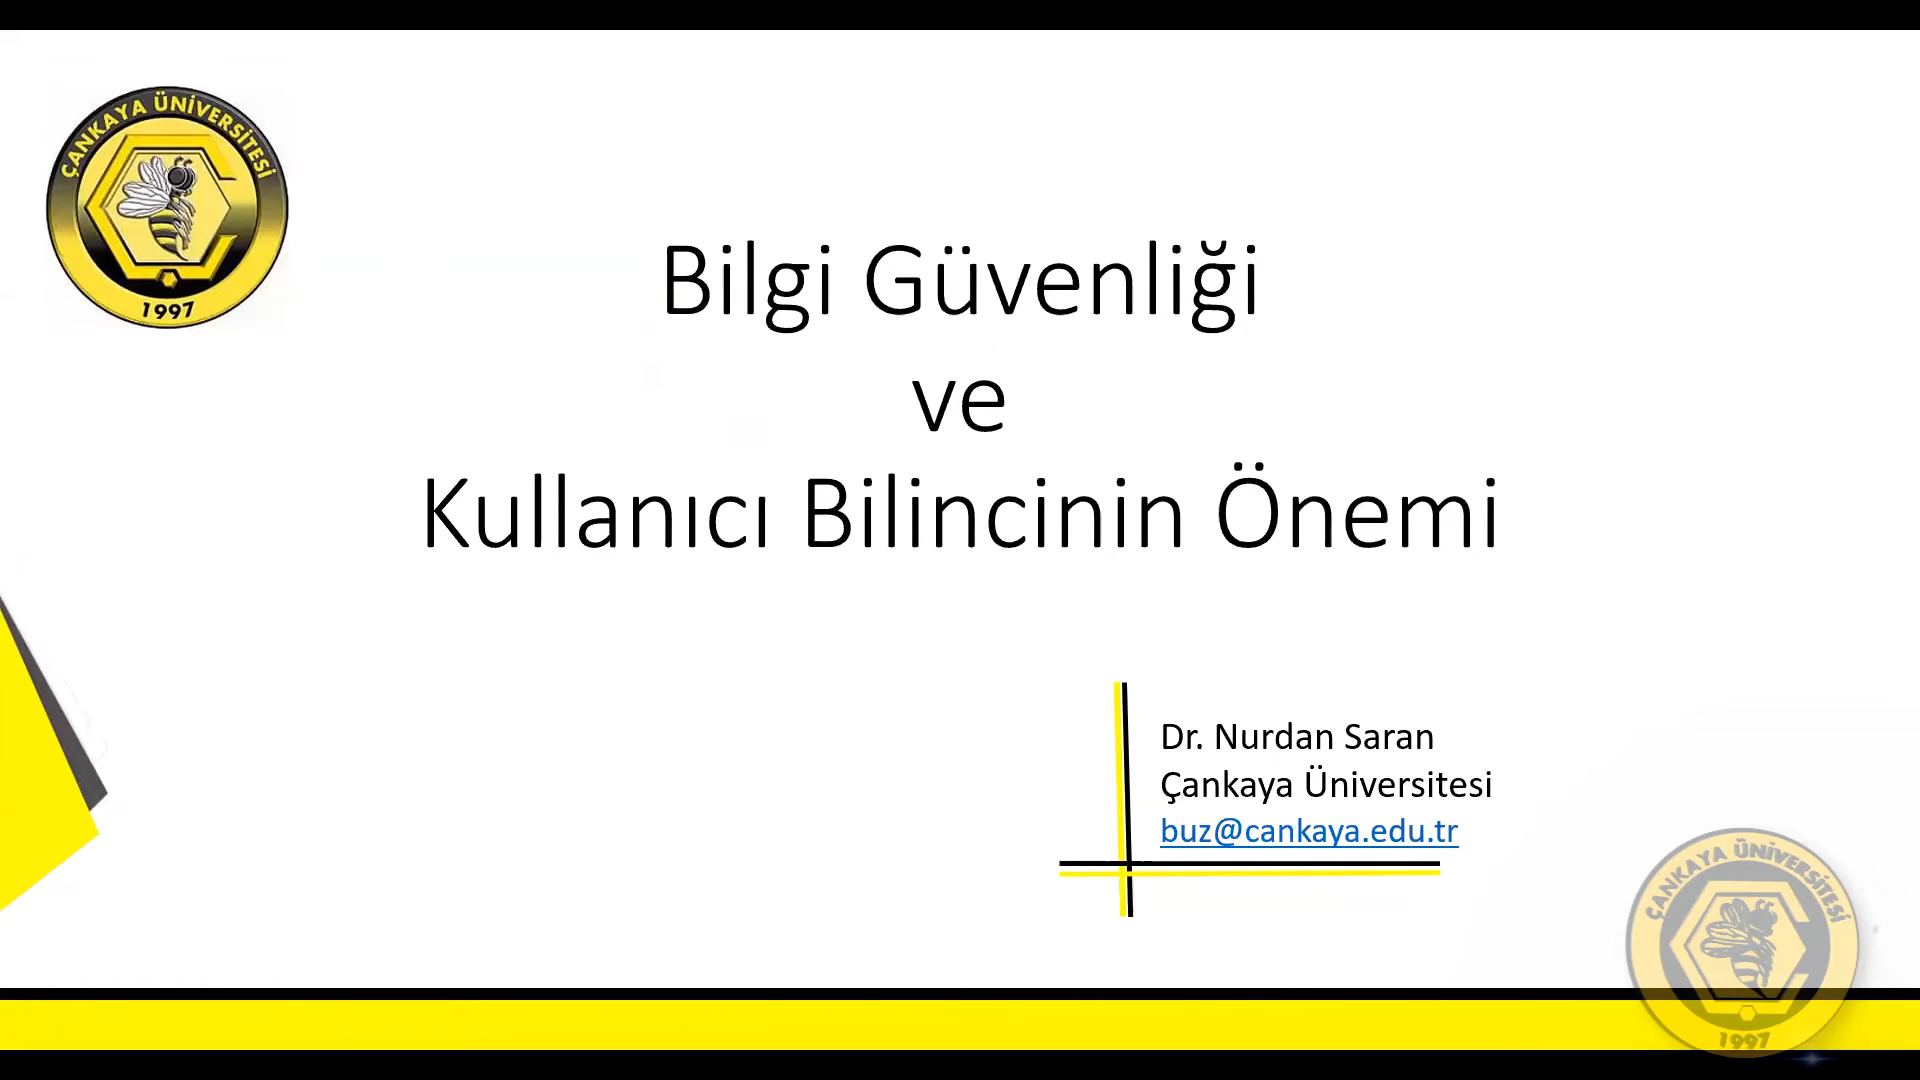 ÇANKAYA ÜNİVERSİTESİ
1997
Bilgi Güvenliği
ve
Kullanıcı Bilincinin Önemi
Dr. Nurdan Saran
Çankaya Üniversitesi
buz@cankaya.edu.tr
ÇANKAYA ÜNİVERSİTESİ
1997